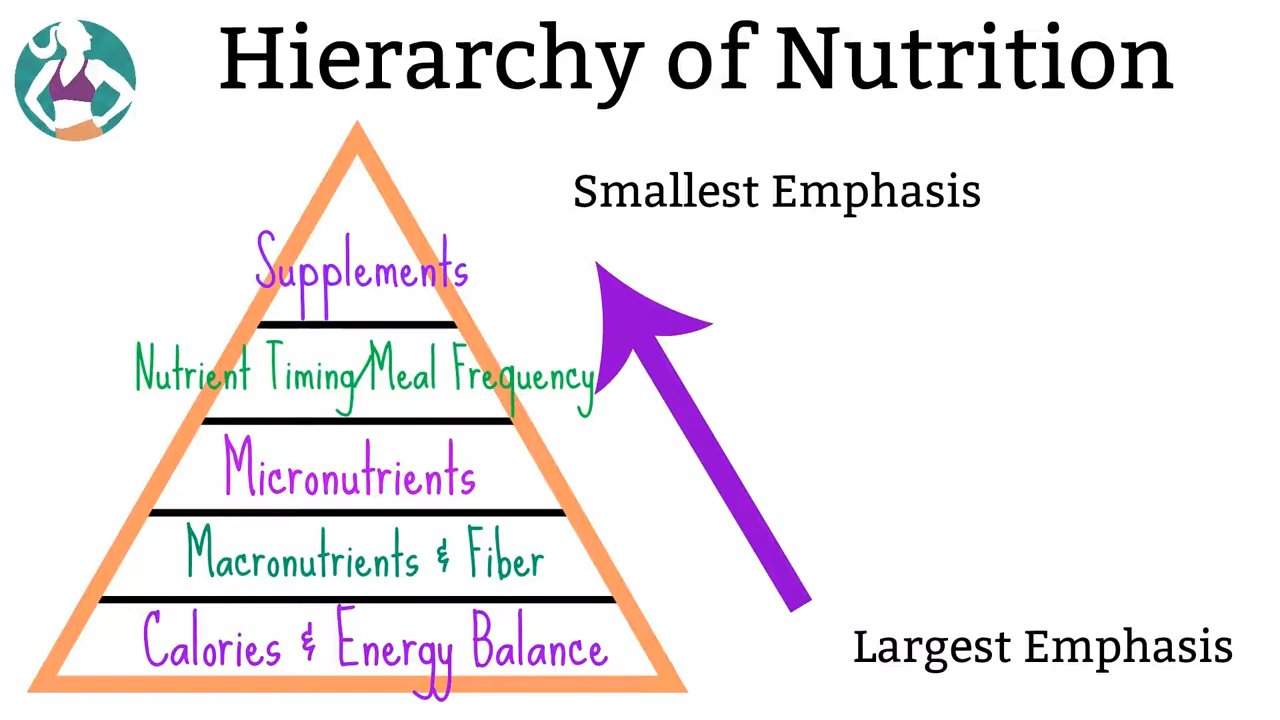 Hierarchy of Nutrition
Smallest Emphasis
Supplements
Nutrient Timing/Meal Frequency
Micronutrients
Macronutrients & Fiber
Calories & Energy Balance
Largest Emphasis